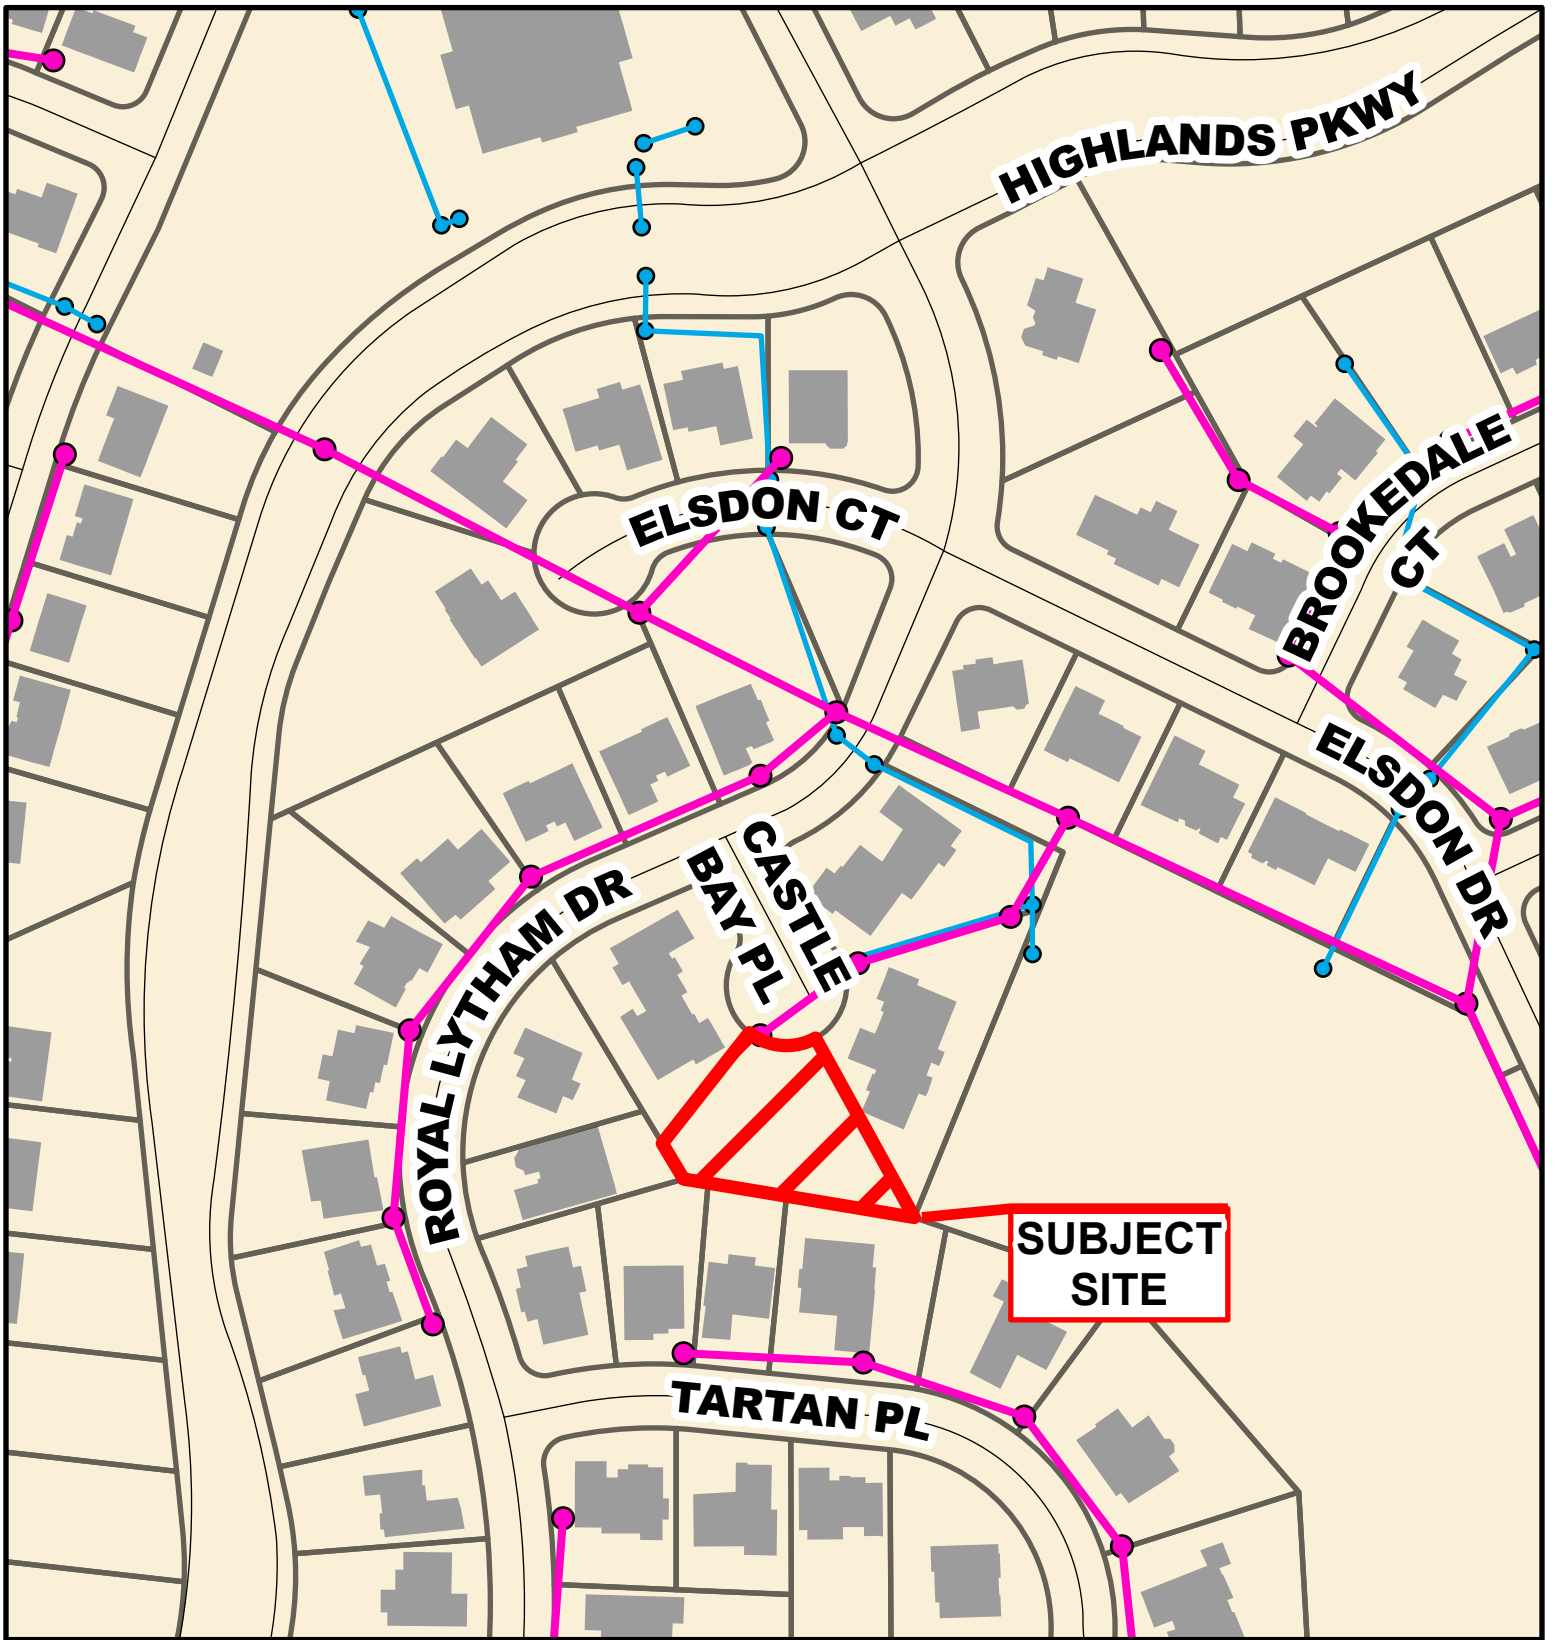 HIGHLANDS PKWY
ELSDON CT
BROOKEDALE
CT
ELSDON DR
CASTLE
BAY PL
ROYAL LYTHAM DR
SUBJECT
SITE
TARTAN PL